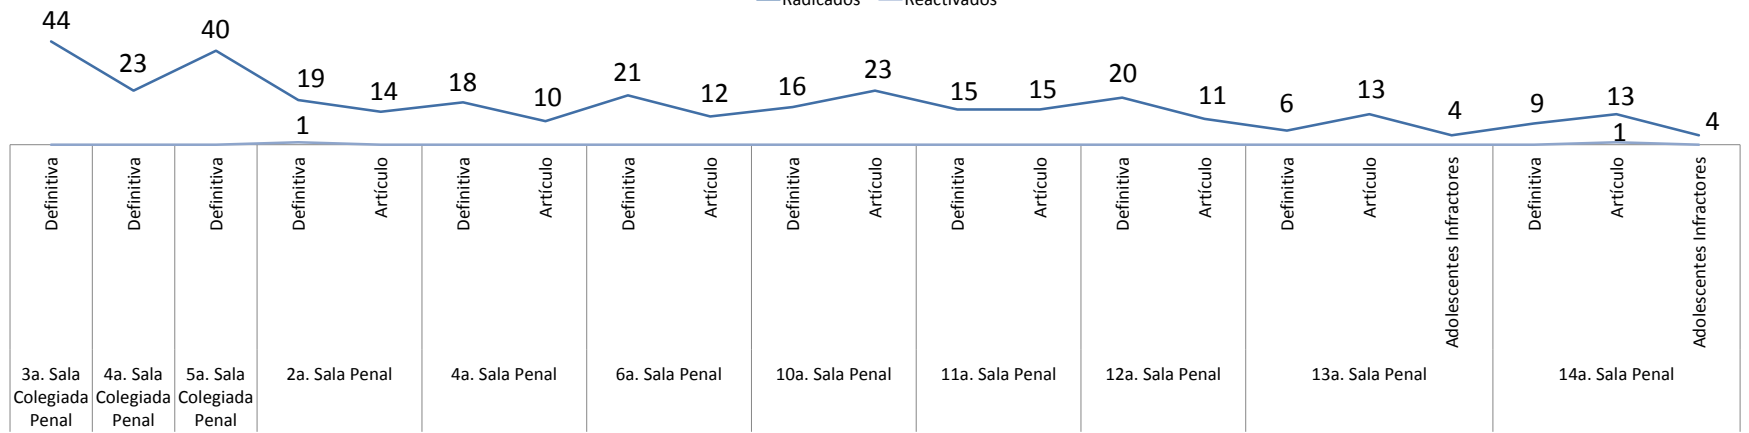 Radicados Reactivados
44
23
40
19
14
18
10
21
12
16
23
15
15
20
11
6
13
4
9
13
4
1
1
Definitiva
Definitiva
Definitiva
Definitiva
Artículo
Definitiva
Artículo
Definitiva
Artículo
Definitiva
Artículo
Definitiva
Artículo
Definitiva
Artículo
Definitiva
Artículo
Adolescentes Infractores
Definitiva
Artículo
Adolescentes Infractores
3a. Sala
Colegiada
Penal
4a. Sala
Colegiada
Penal
5a. Sala
Colegiada
Penal
2a. Sala Penal
4a. Sala Penal
6a. Sala Penal
10a. Sala Penal
11a. Sala Penal
12a. Sala Penal
13a. Sala Penal
14a. Sala Penal